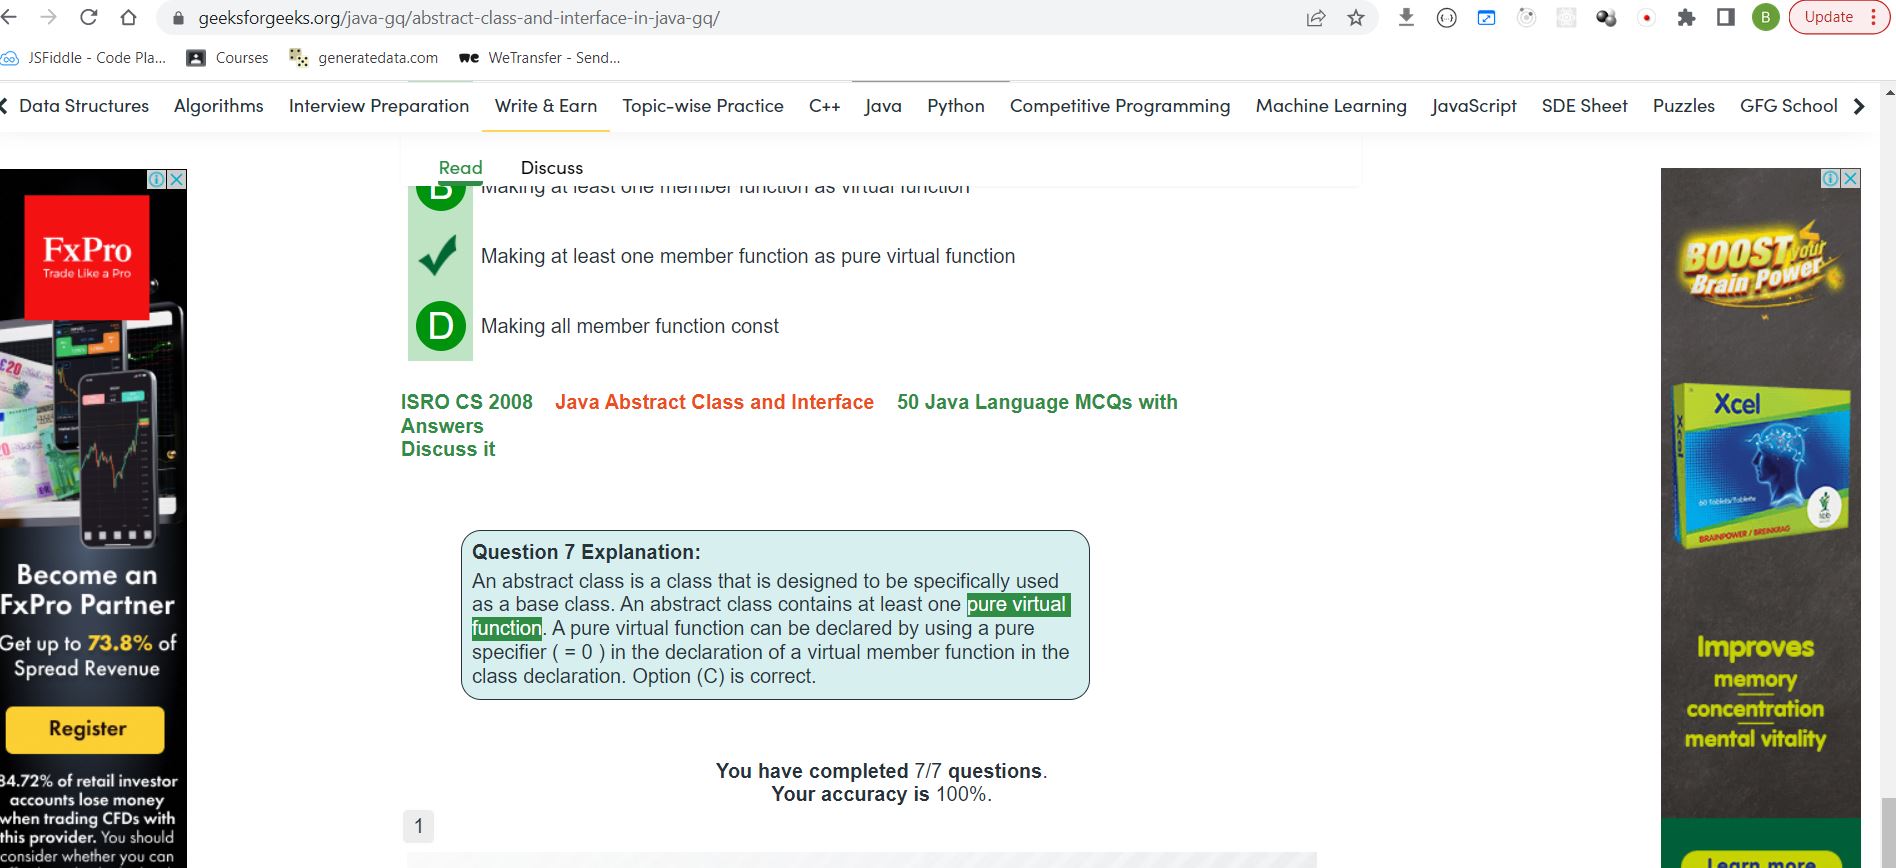 geeksforgeeks.org/java-gq/abstract-class-and-interface-in-java-gq/
B
Update
JSFiddle - Code Pla...
Courses
generatedata.com
WeTransfer - Send...
Data Structures
Algorithms
Interview Preparation
Write & Earn
Topic-wise Practice
C++
Java
Python
Competitive Programming
Machine Learning
JavaScript
SDE Sheet
Puzzles
GFG School
Read
Discuss
B Making at least one member function as virtual function
Making at least one member function as pure virtual function
D Making all member function const
ISRO CS 2008 Java Abstract Class and Interface 50 Java Language MCQs with
Answers
Discuss it
Question 7 Explanation:
An abstract class is a class that is designed to be specifically used
as a base class. An abstract class contains at least one pure virtual
function. A pure virtual function can be declared by using a pure
specifier ( = 0 ) in the declaration of a virtual member function in the
class declaration. Option (C) is correct.
You have completed 7/7 questions.
Your accuracy is 100%.
1
FxPro
Trade Like a Pro
£20
Become an
FxPro Partner
Get up to 73.8% of
Spread Revenue
Register
84.72% of retail investor
accounts lose money
when trading CFDs with
this provider. You should
consider whether you can
BOOST your
Brain Power
Xcel
XCEL
60 Tablets/Tablette
BRAINPOWER / BREINKRAG
Improves
memory
concentration
mental vitality
Learn more